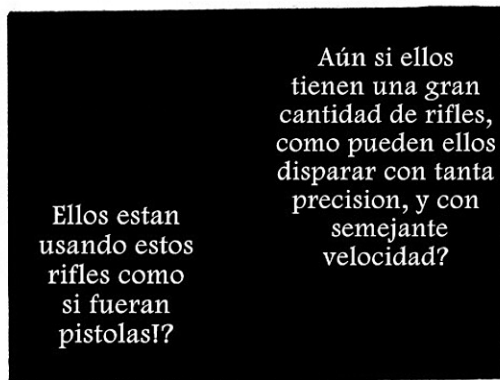 Aún si ellos
tienen una gran
cantidad de rifles,
como pueden ellos
disparar con tanta
precision, y con
semejante
velocidad?
Ellos estan
usando estos
rifles como
si fueran
pistolas!?